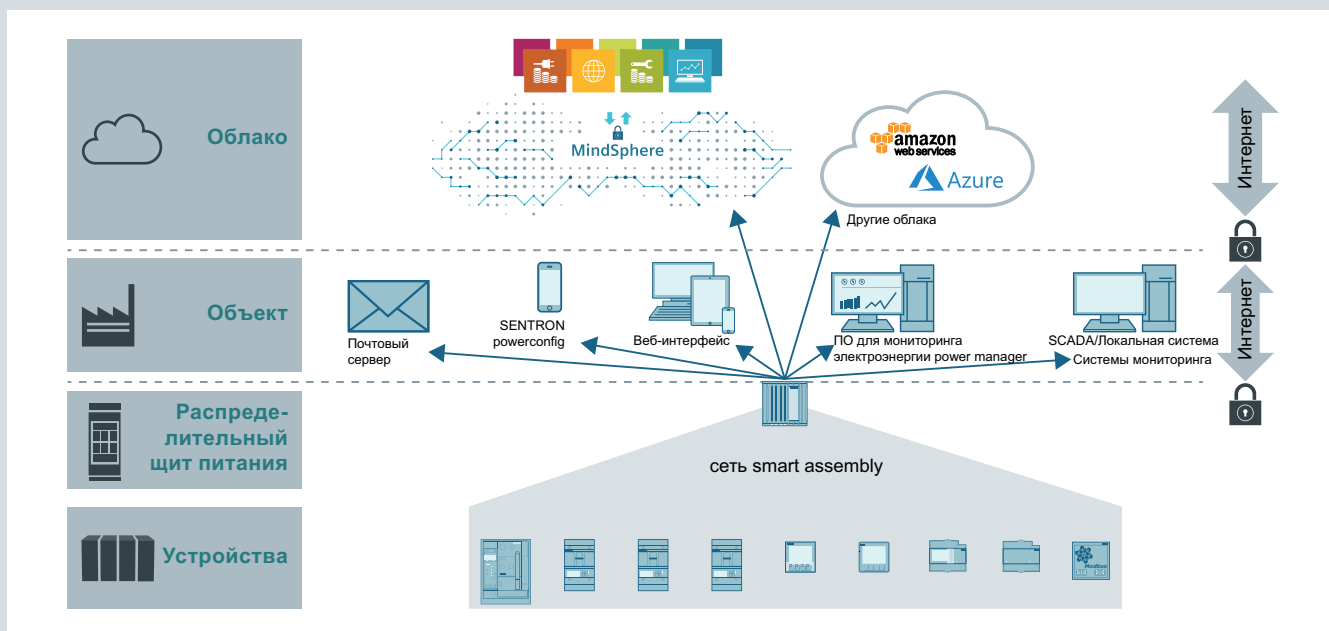 Облако
MindSphere
amazon
web services
Azure
Другие облака
Интернет
Объект
Почтовый
сервер
SENTRON
powerconfig
Веб-интерфейс
ПО для мониторинга
электроэнергии power manager
SCADA/Локальная система
Системы мониторинга
Интернет
Распреде-
лительный
щит питания
сеть smart assembly
Устройства
Modbus